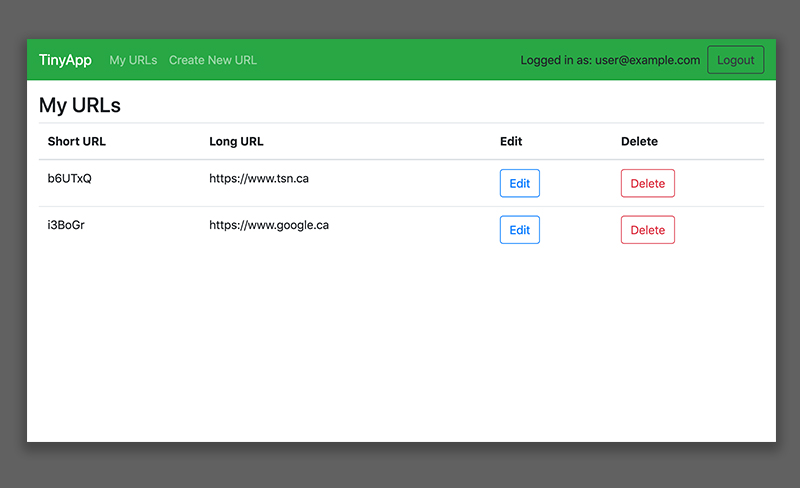 TinyApp My URLs Create New URL Logged in as: user@example.com Logout
My URLs
Short URL Long URL Edit Delete
b6UTxQ https://www.tsn.ca Edit Delete
i3BoGr https://www.google.ca Edit Delete